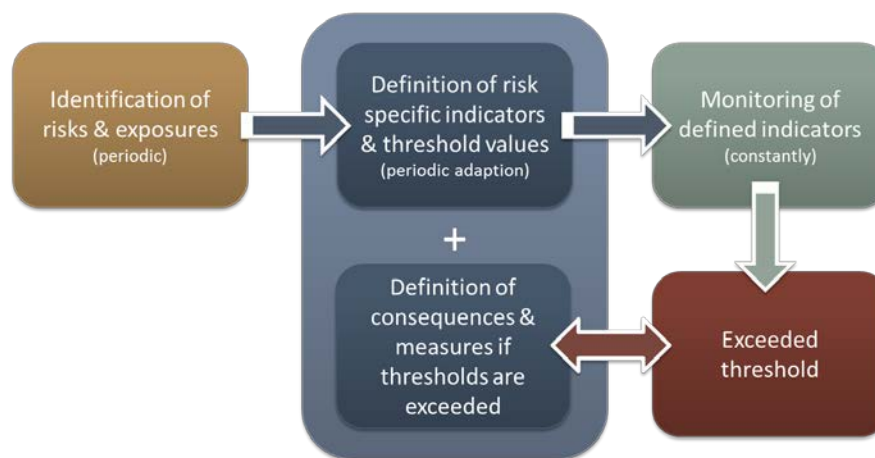 Identification of
risks & exposures
(periodic)
Definition of risk
specific indicators
& threshold values
(periodic adaption)
Monitoring of
defined indicators
(constantly)
+
Definition of
consequences &
measures if
thresholds are
exceeded
Exceeded
threshold